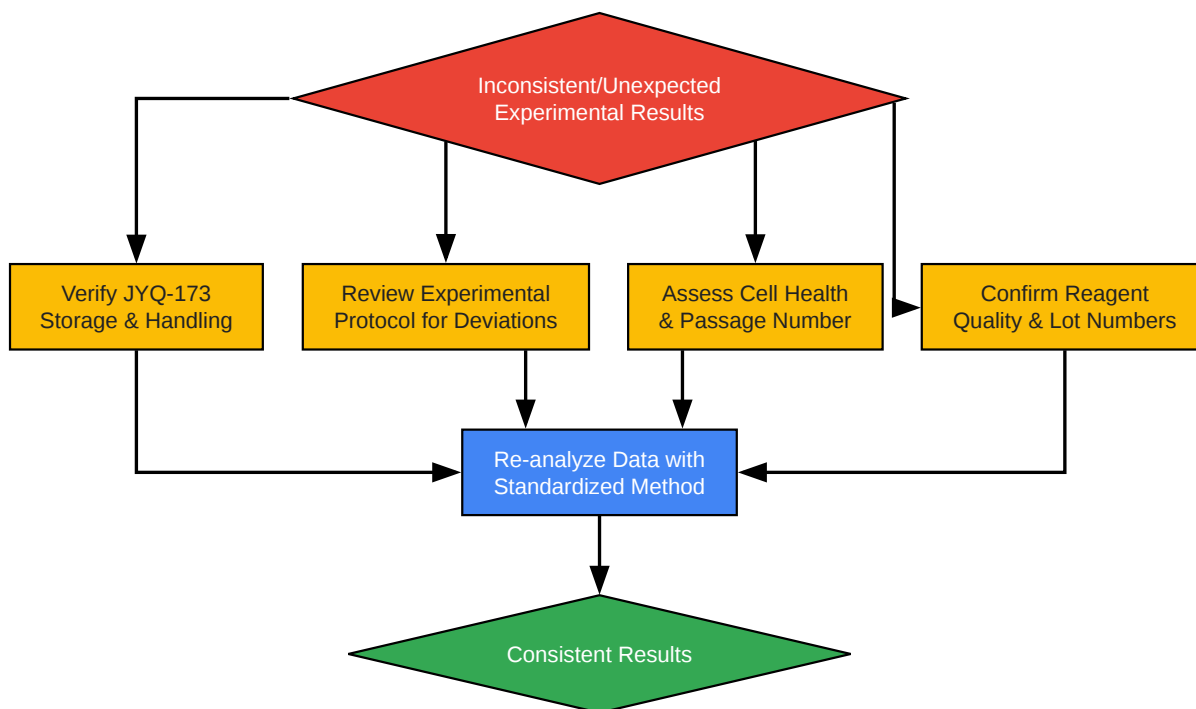 Inconsistent/Unexpected
Experimental Results
Verify JYQ-173
Storage & Handling
Review Experimental
Protocol for Deviations
Assess Cell Health
& Passage Number
Confirm Reagent
Quality & Lot Numbers
Re-analyze Data with
Standardized Method
Consistent Results